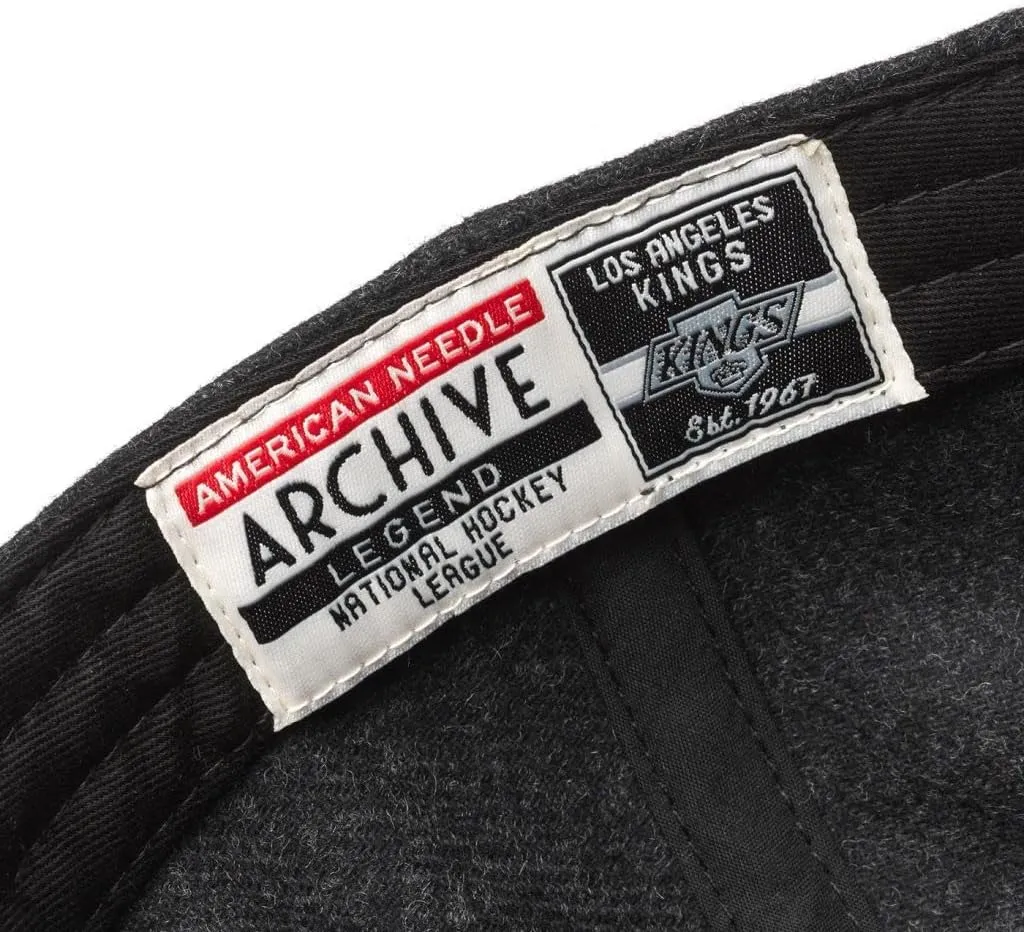 AMERICAN NEEDLE
ARCHIVE
LEGEND
NATIONAL HOCKEY
LEAGUE
LOS ANGELES
KINGS
KINGS
Est. 1967